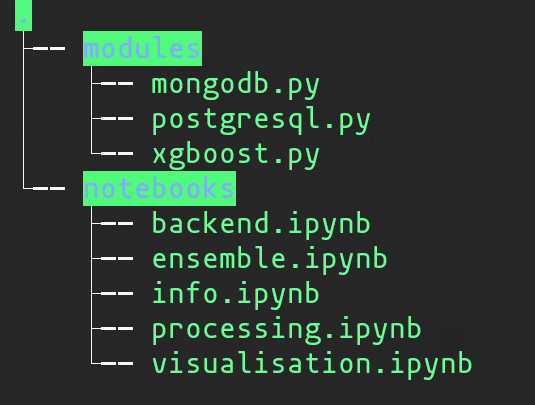 .
├── modules
│   ├── mongodb.py
│   ├── postgresql.py
│   └── xgboost.py
└── notebooks
    ├── backend.ipynb
    ├── ensemble.ipynb
    ├── info.ipynb
    ├── processing.ipynb
    └── visualisation.ipynb